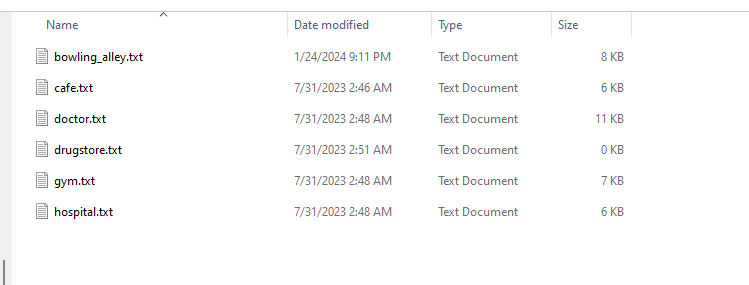 Name Date modified Type Size
bowling_alley.txt 1/24/2024 9:11 PM Text Document 8 KB
cafe.txt 7/31/2023 2:46 AM Text Document 6 KB
doctor.txt 7/31/2023 2:48 AM Text Document 11 KB
drugstore.txt 7/31/2023 2:51 AM Text Document 0 KB
gym.txt 7/31/2023 2:48 AM Text Document 7 KB
hospital.txt 7/31/2023 2:48 AM Text Document 6 KB